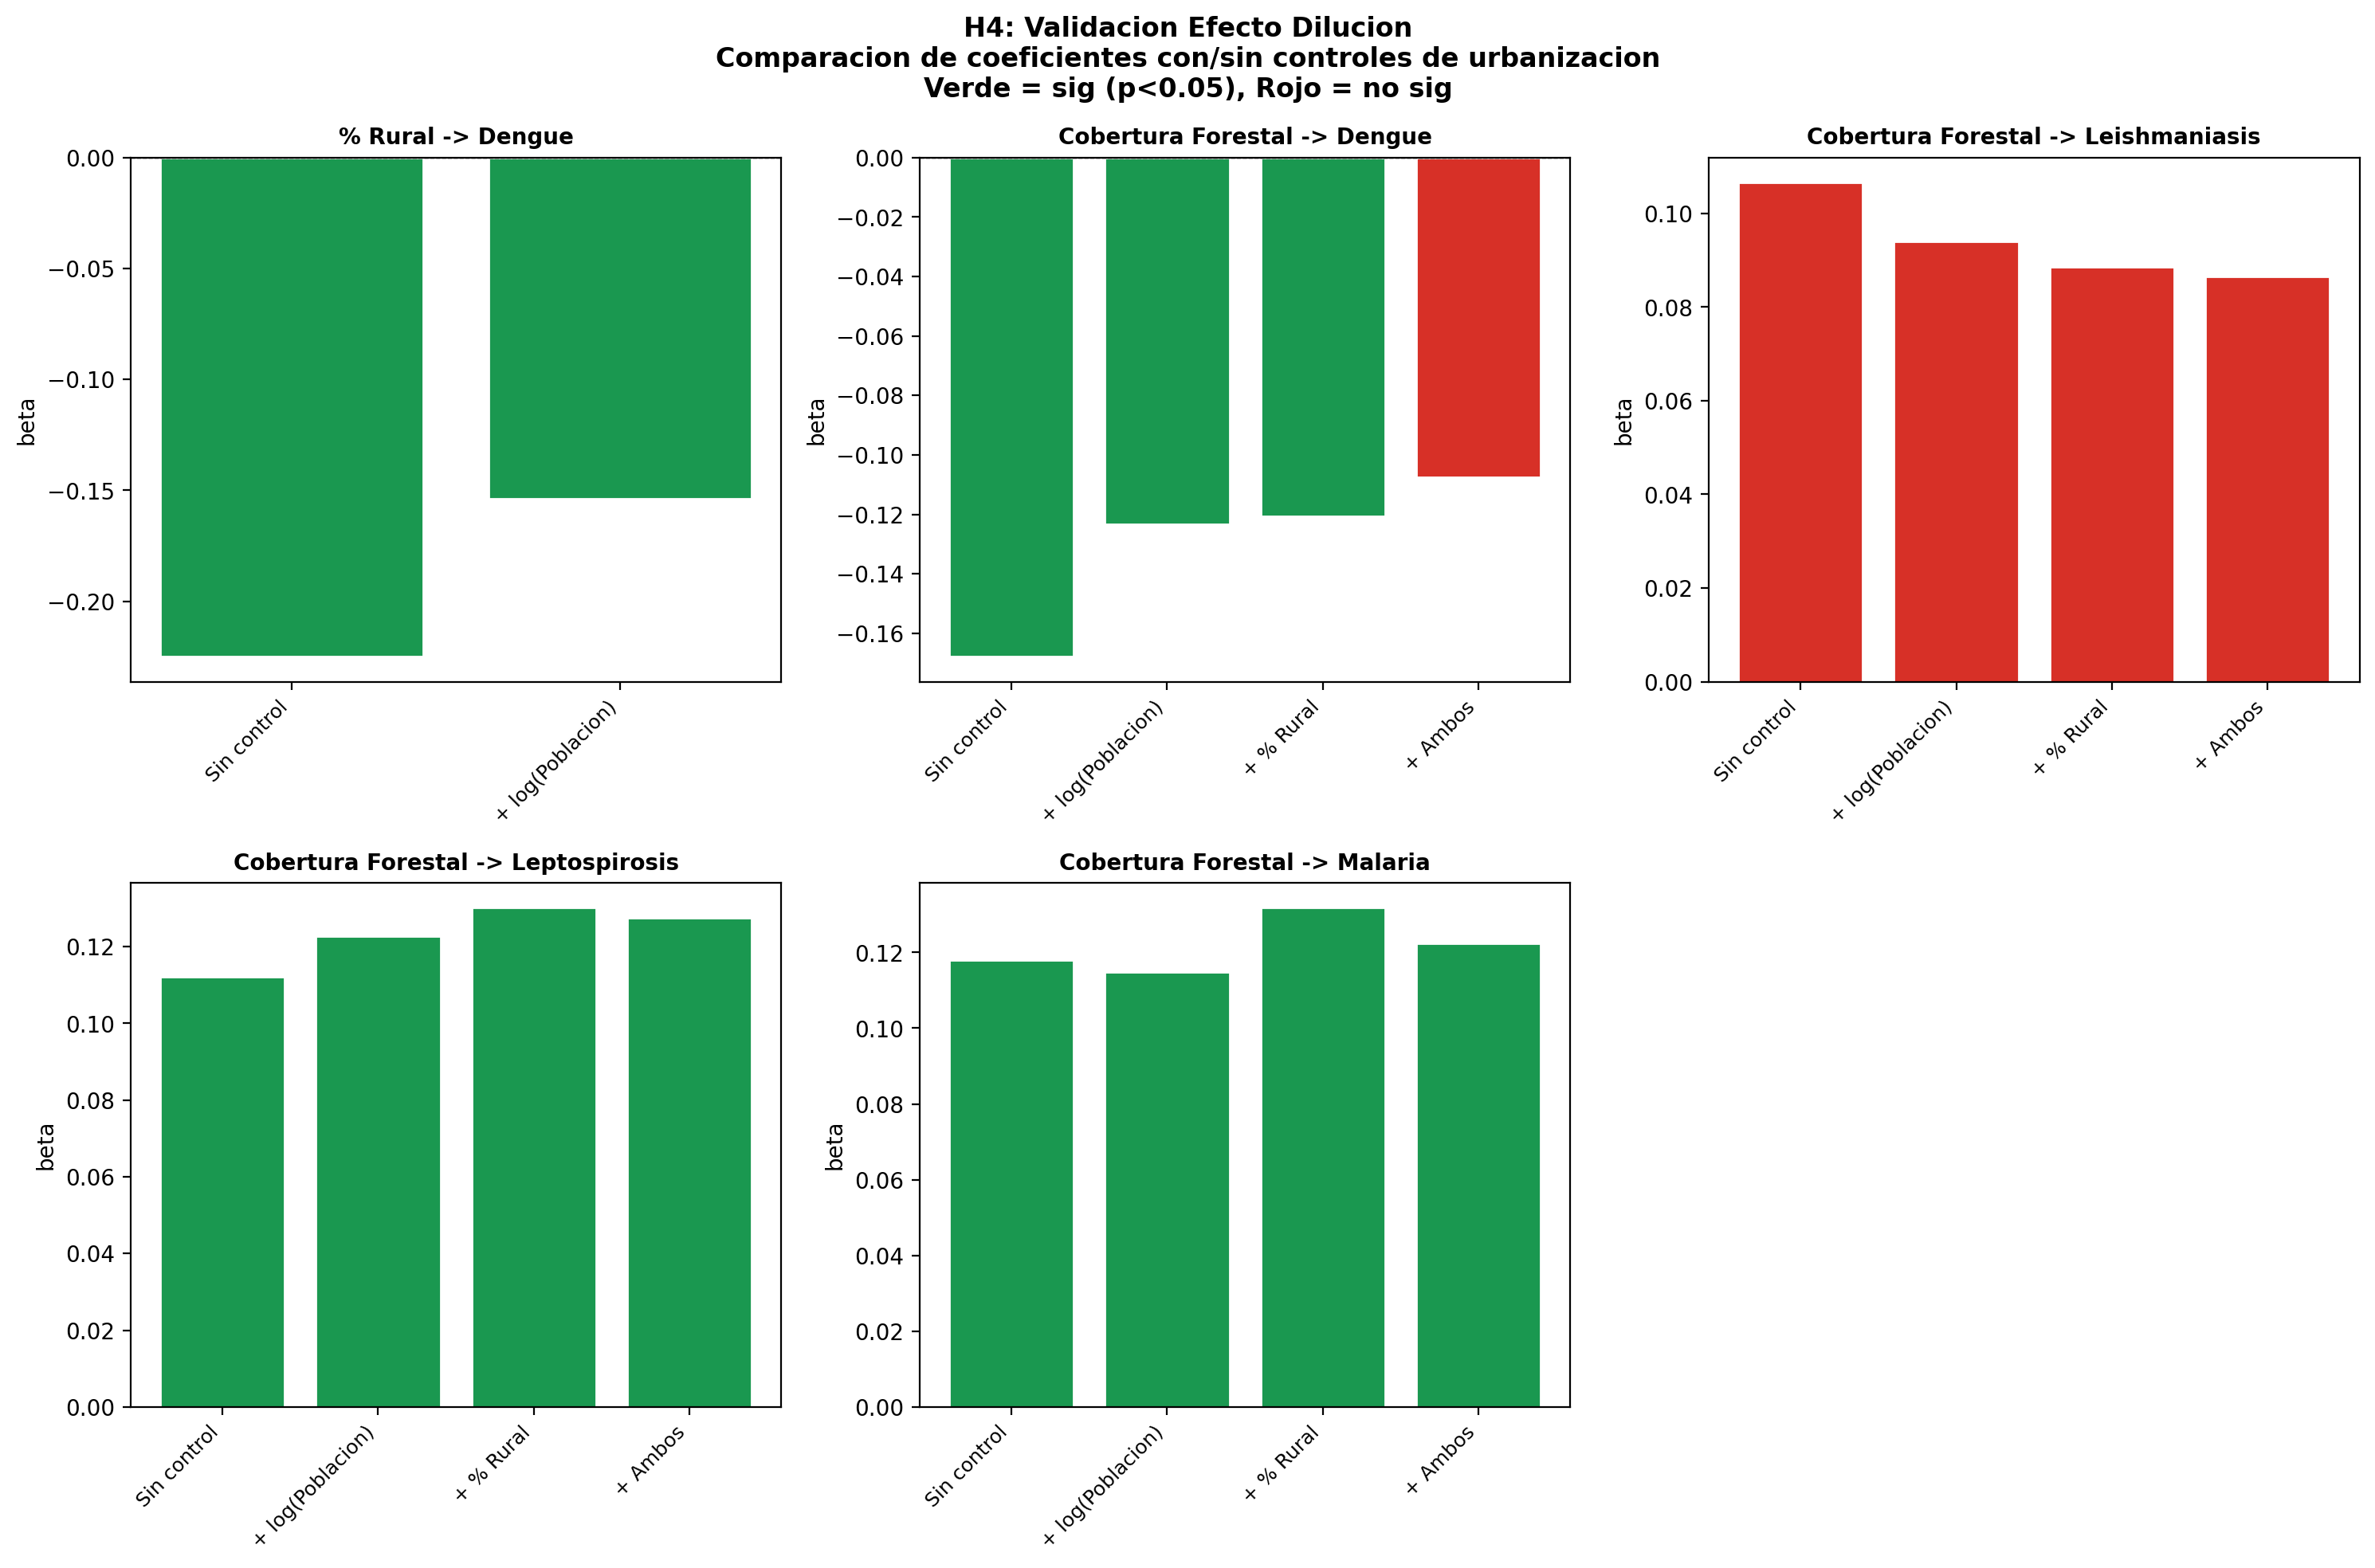 H4: Validacion Efecto Dilucion
Comparacion de coeficientes con/sin controles de urbanizacion
Verde = sig (p<0.05), Rojo = no sig
% Rural -> Dengue
0.00
−0.05
−0.10
−0.15
−0.20
beta
Sin control
+ log(Poblacion)
Cobertura Forestal -> Dengue
0.00
−0.02
−0.04
−0.06
−0.08
−0.10
−0.12
−0.14
−0.16
beta
Sin control
+ log(Poblacion)
+ % Rural
+ Ambos
Cobertura Forestal -> Leishmaniasis
0.10
0.08
0.06
0.04
0.02
0.00
beta
Sin control
+ log(Poblacion)
+ % Rural
+ Ambos
Cobertura Forestal -> Leptospirosis
0.12
0.10
0.08
0.06
0.04
0.02
0.00
beta
Sin control
+ log(Poblacion)
+ % Rural
+ Ambos
Cobertura Forestal -> Malaria
0.12
0.10
0.08
0.06
0.04
0.02
0.00
beta
Sin control
+ log(Poblacion)
+ % Rural
+ Ambos